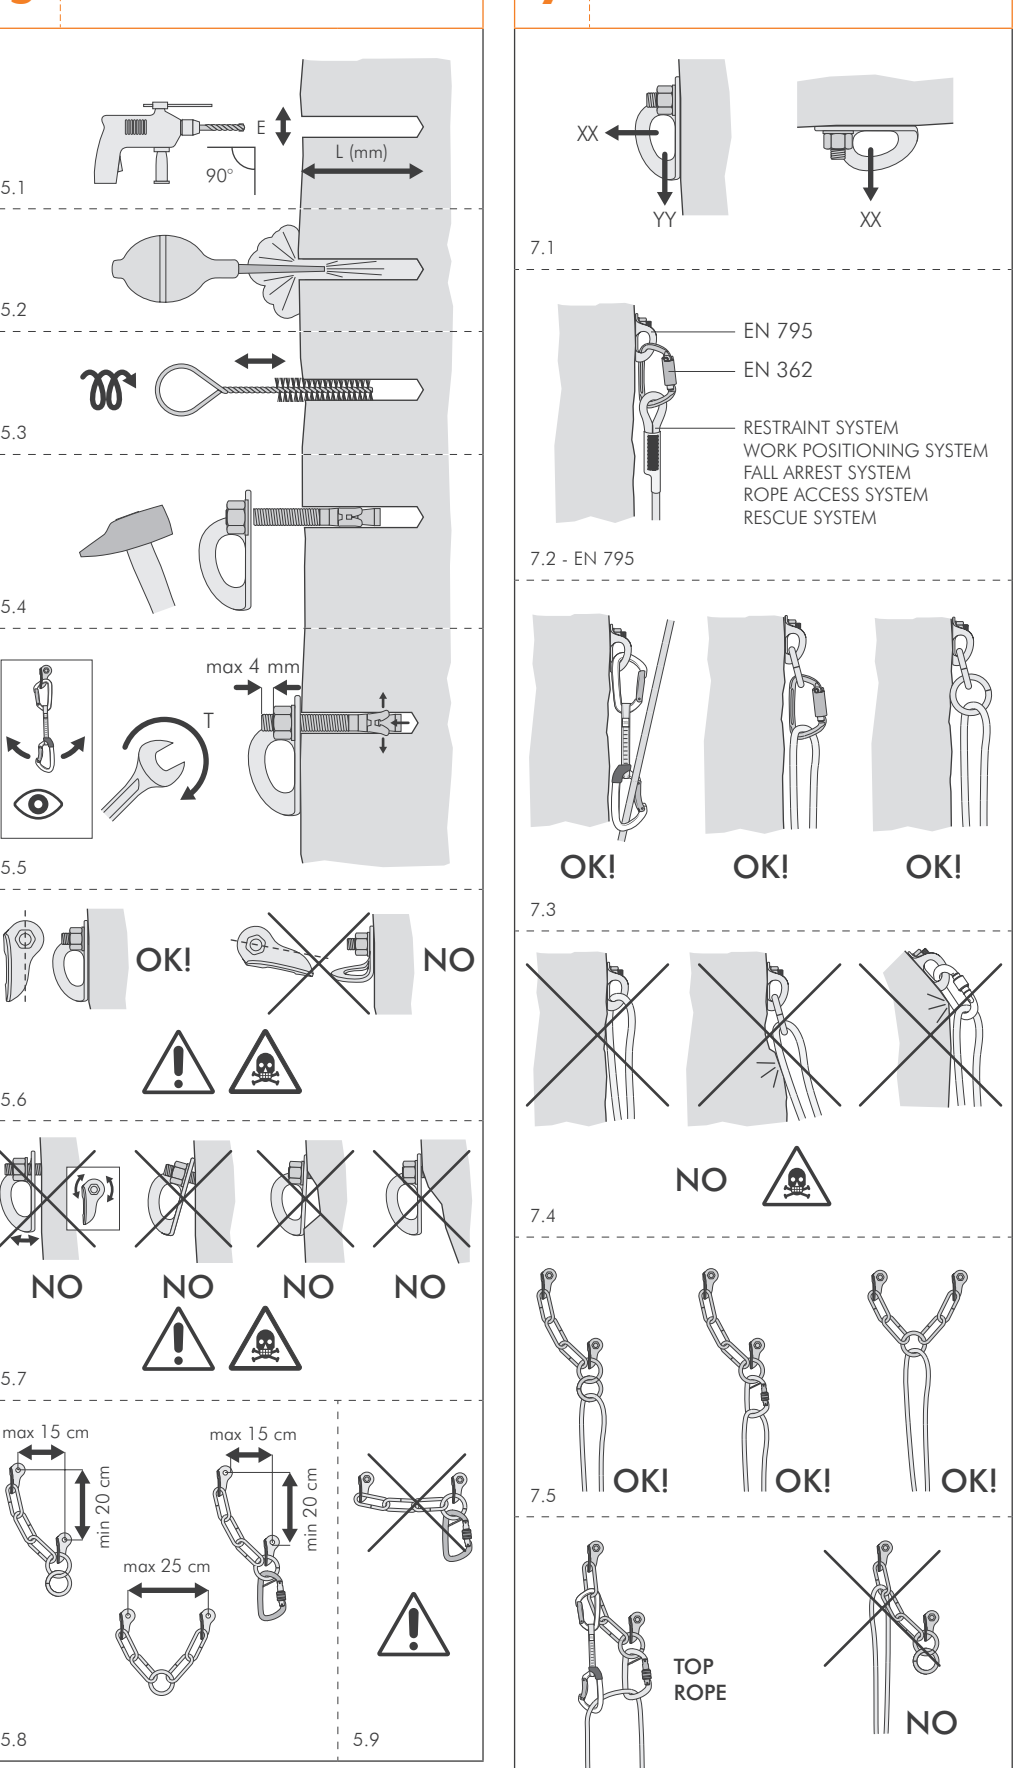 E
L (mm)
90°
5.1
5.2
5.3
5.4
max 4 mm
T
5.5
OK!
NO
5.6
NO
NO
NO
NO
5.7
max 15 cm
min 20 cm
max 15 cm
min 20 cm
max 25 cm
5.8
5.9
XX
YY
XX
7.1
EN 795
EN 362
RESTRAINT SYSTEM
WORK POSITIONING SYSTEM
FALL ARREST SYSTEM
ROPE ACCESS SYSTEM
RESCUE SYSTEM
7.2 - EN 795
OK!
OK!
OK!
7.3
NO
7.4
OK!
OK!
OK!
7.5
TOP
ROPE
NO